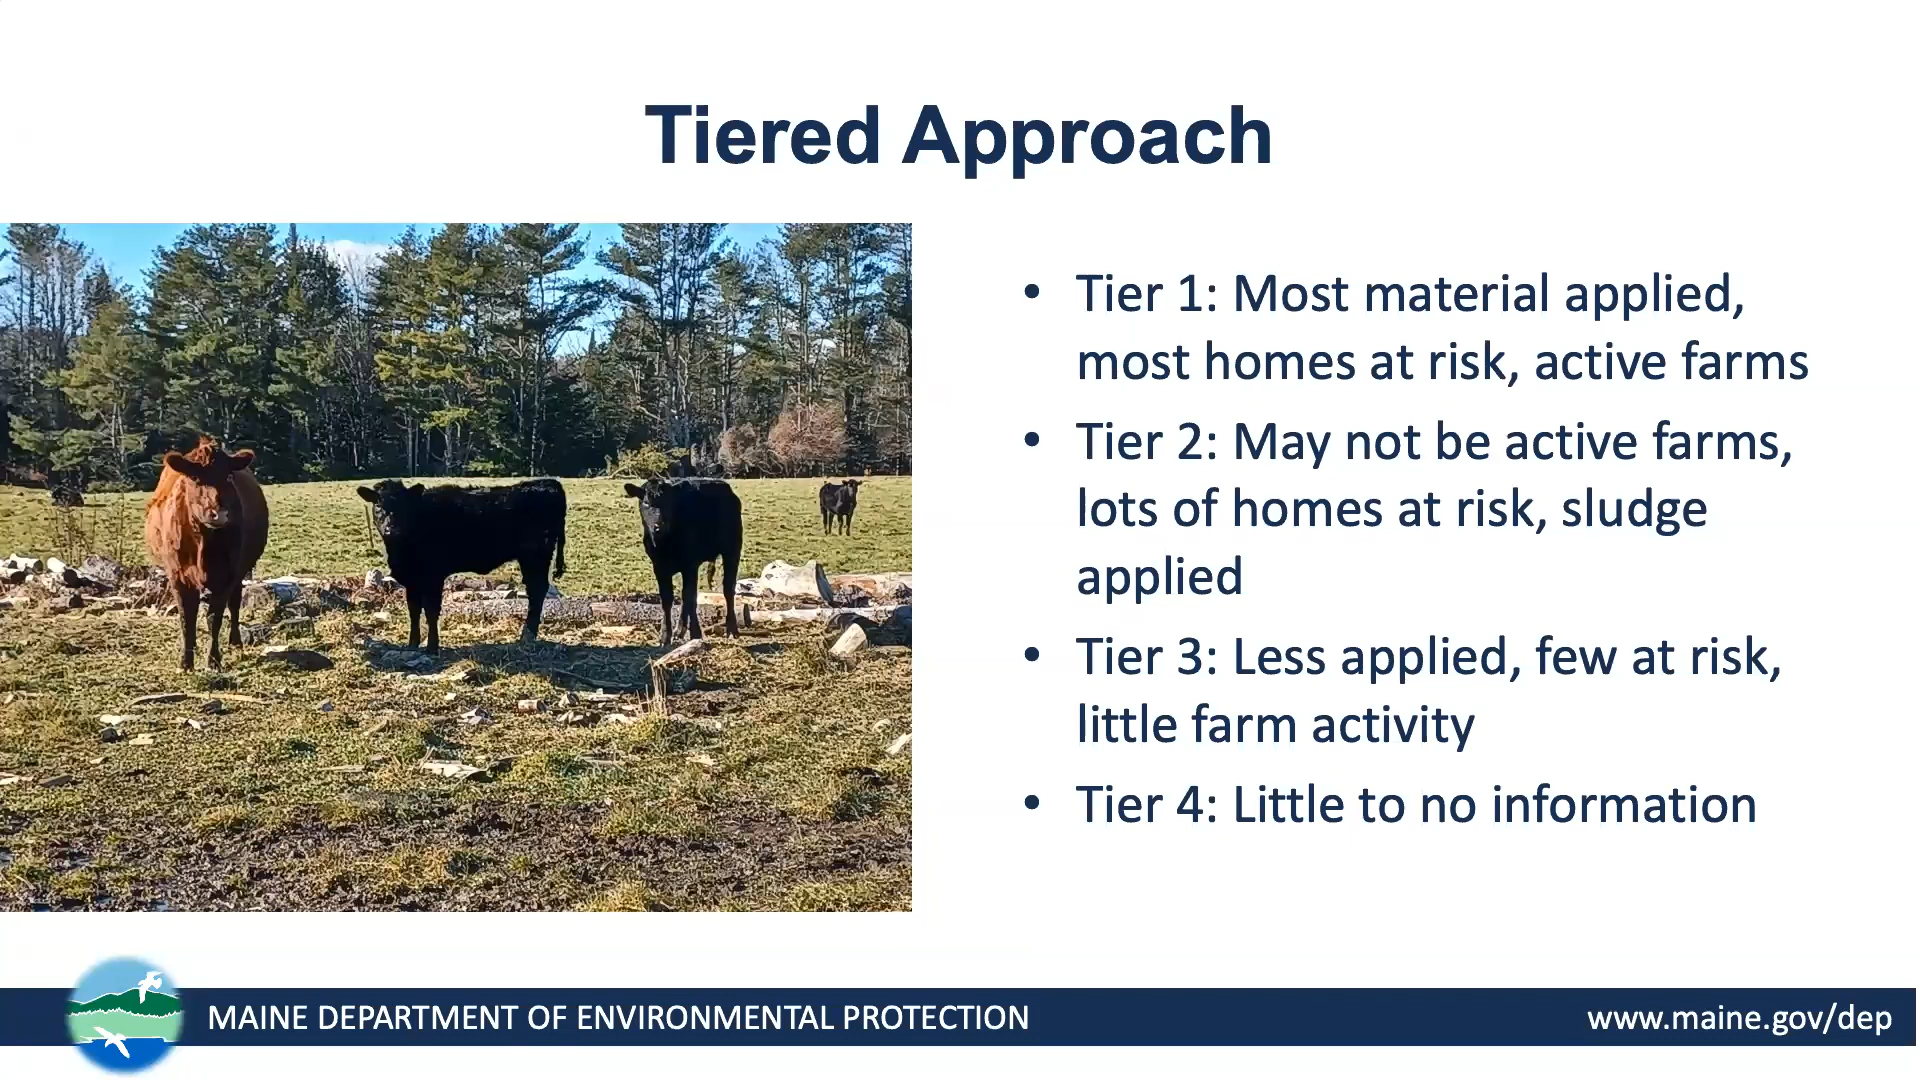 Tiered Approach
• Tier 1: Most material applied,
most homes at risk, active farms
• Tier 2: May not be active farms,
lots of homes at risk, sludge
applied
• Tier 3: Less applied, few at risk,
little farm activity
• Tier 4: Little to no information
MAINE DEPARTMENT OF ENVIRONMENTAL PROTECTION
www.maine.gov/dep